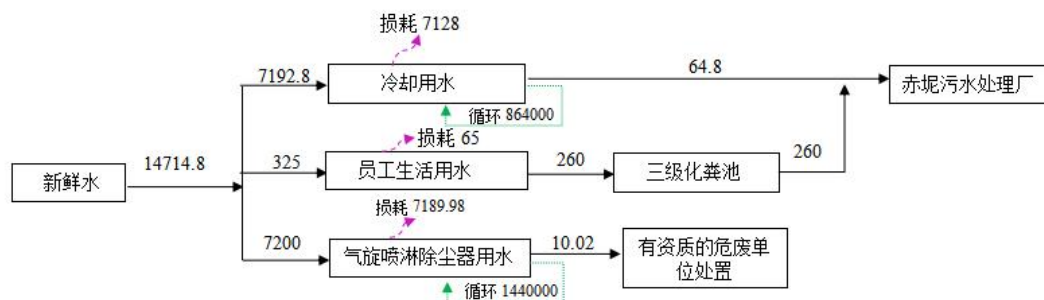 损耗 7128
7192.8
冷却用水
64.8
赤坭污水处理厂
循环 864000
损耗 65
新鲜水
14714.8
325
员工生活用水
260
三级化粪池
260
损耗 7189.98
7200
气旋喷淋除尘器用水
10.02
有资质的危废单
位处置
循环 1440000